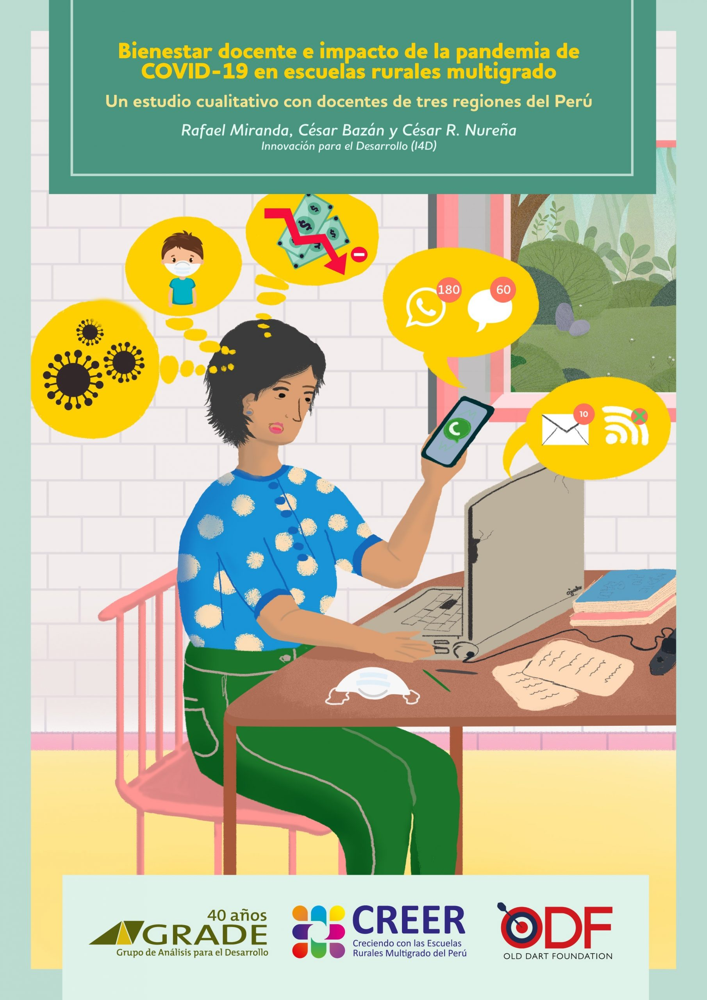 Bienestar docente e impacto de la pandemia de
COVID-19 en escuelas rurales multigrado
Un estudio cualitativo con docentes de tres regiones del Perú
Rafael Miranda, César Bazán y César R. Nureña
Innovación para el Desarrollo (I4D)
180
60
10
40 años
GRADE
Grupo de Análisis para el Desarrollo
CREER
Creciendo con las Escuelas
Rurales Multigrado del Perú
ODF
OLD DART FOUNDATION